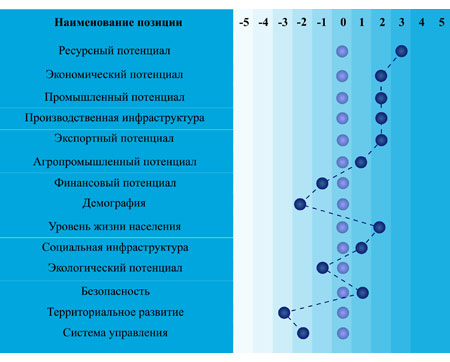 Наименование позиции -5 -4 -3 -2 -1 0 1 2 3 4 5
Ресурсный потенциал
Экономический потенциал
Промышленный потенциал
Производственная инфраструктура
Экспортный потенциал
Агропромышленный потенциал
Финансовый потенциал
Демография
Уровень жизни населения
Социальная инфраструктура
Экологический потенциал
Безопасность
Территориальное развитие
Система управления